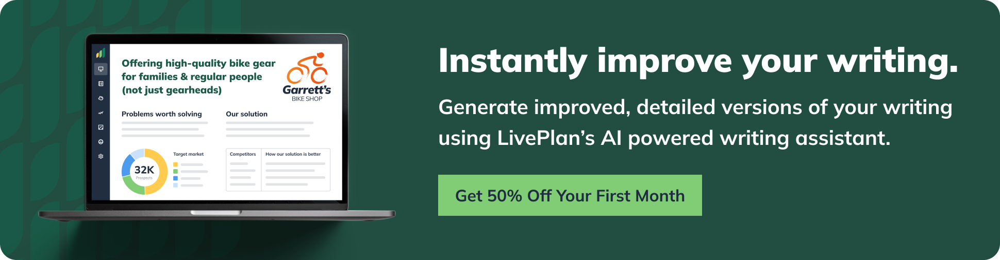 Offering high-quality bike gear
for families & regular people
(not just gearheads)
Garrett's
BIKE SHOP
Problems worth solving
Our solution
32K
Prospects
Target market
Competitors
How our solution is better
Instantly improve your writing.
Generate improved, detailed versions of your writing
using LivePlan’s AI powered writing assistant.
Get 50% Off Your First Month